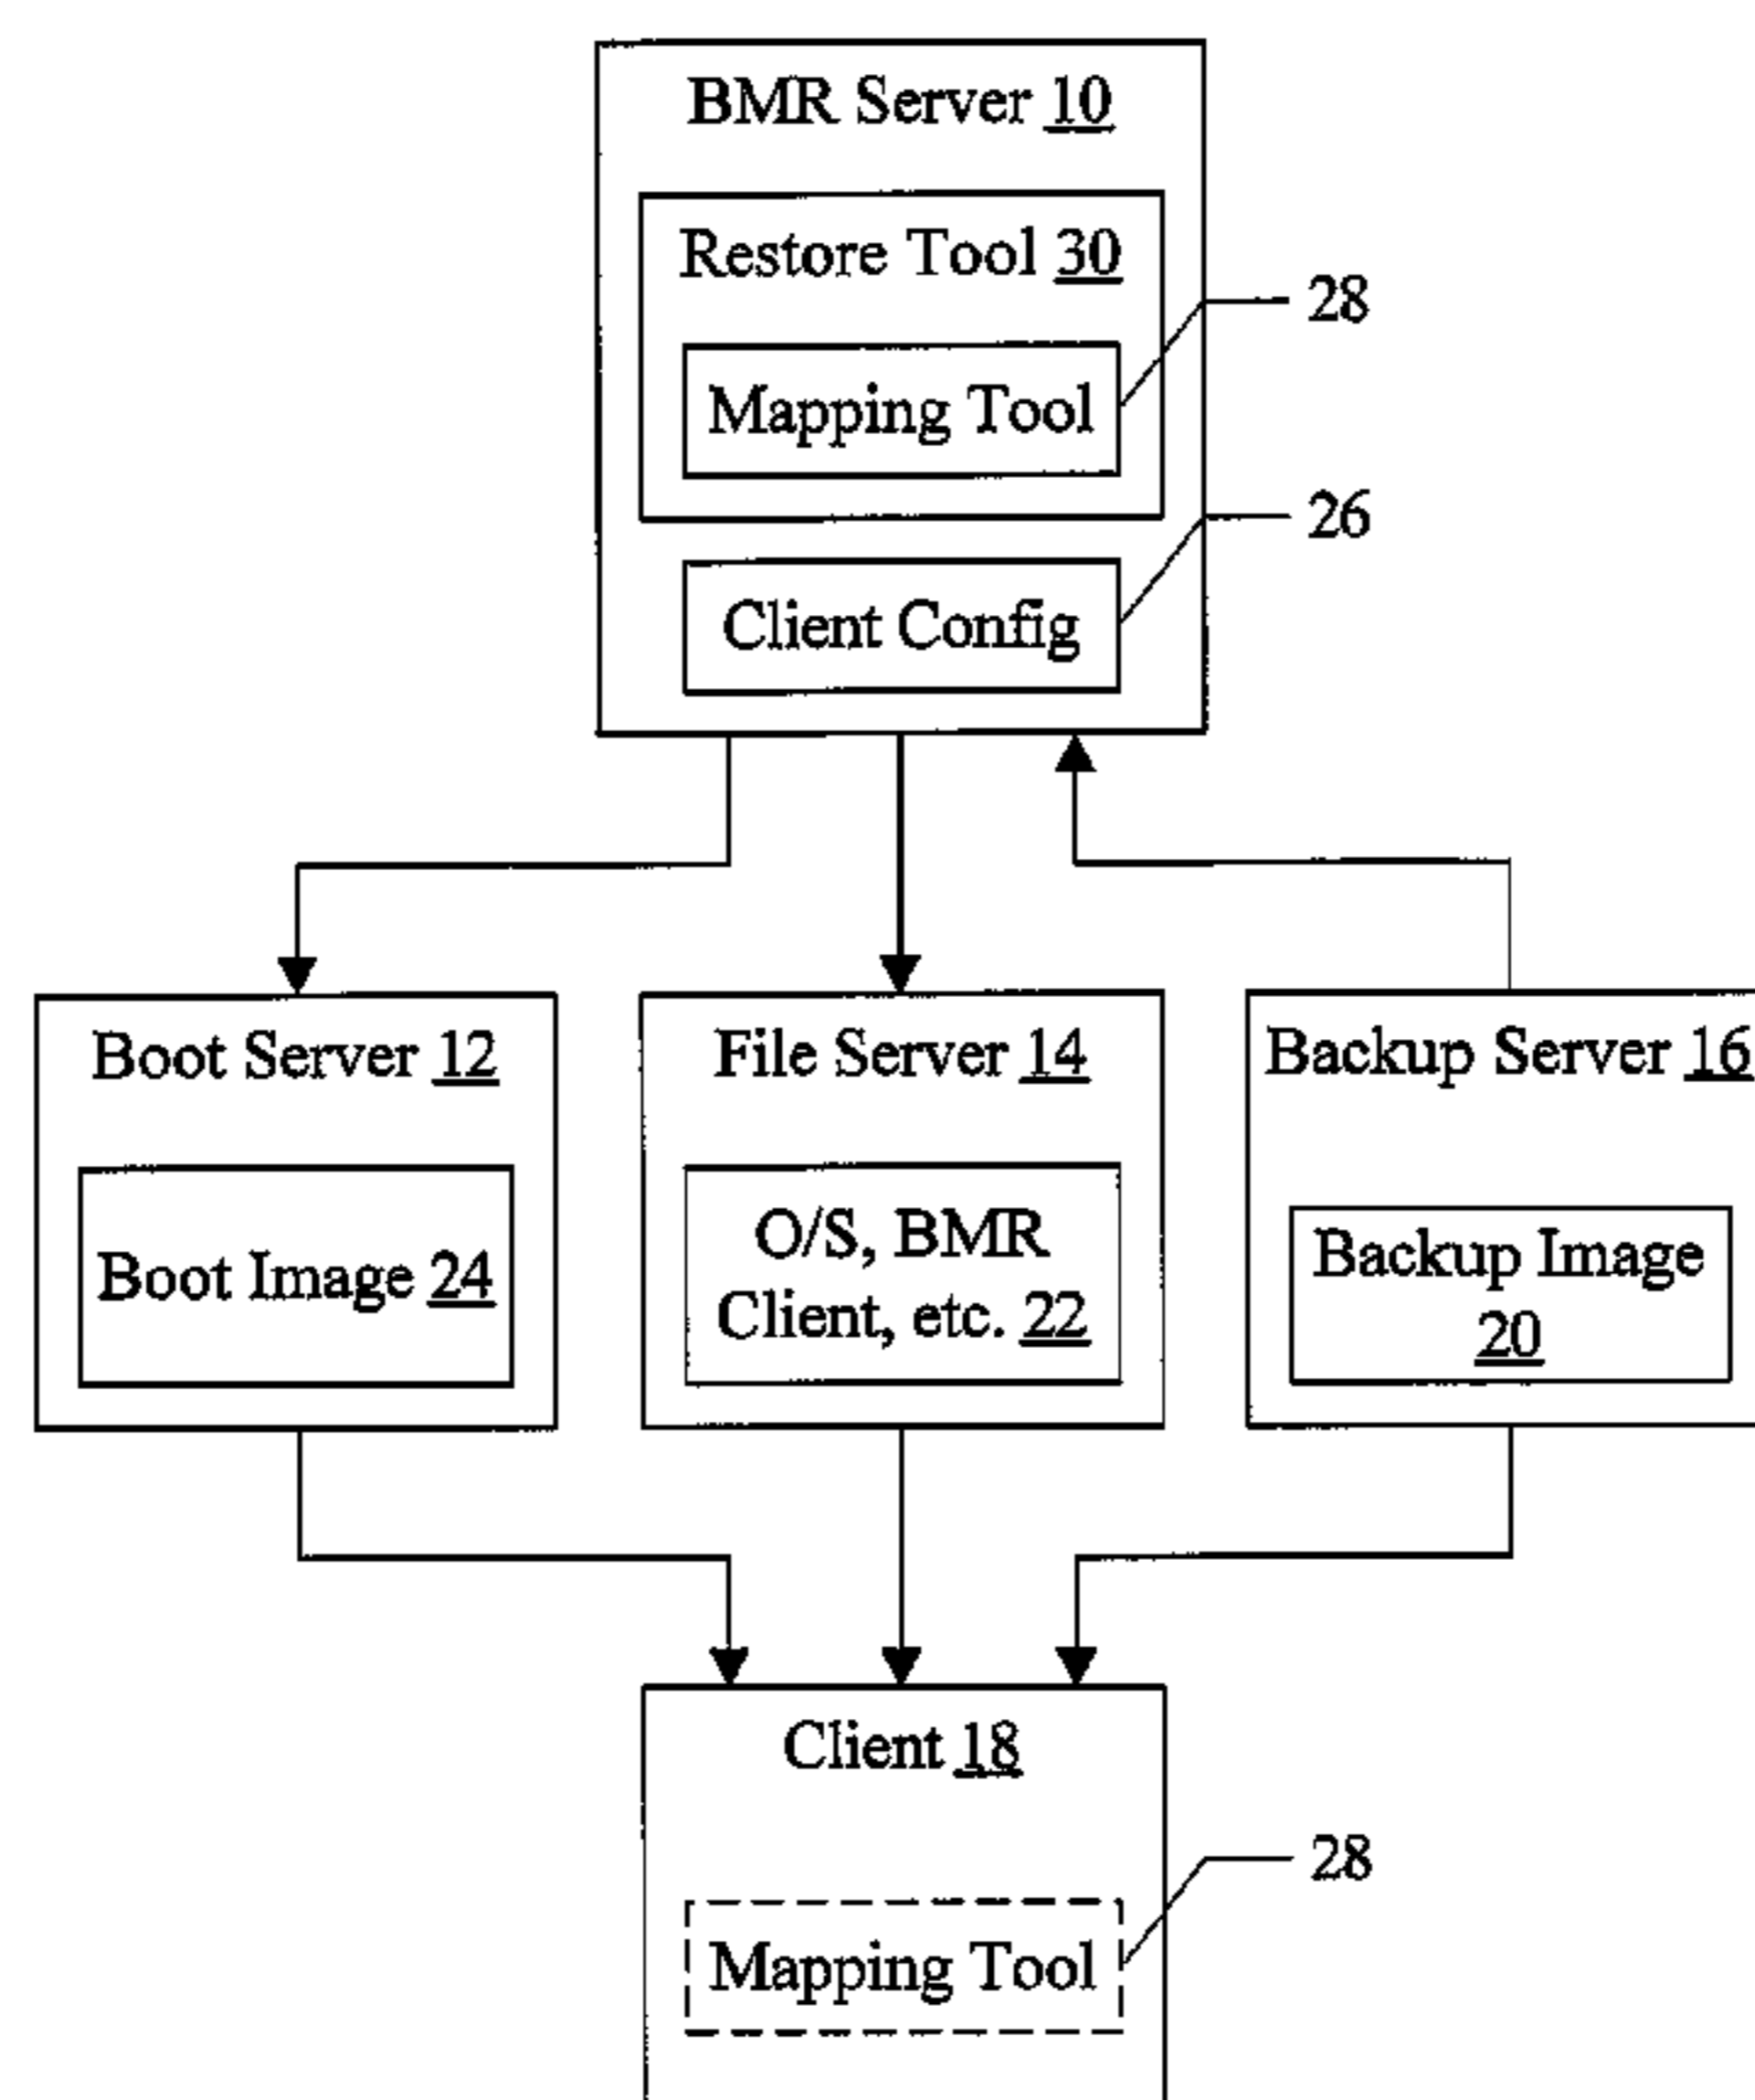 BMR Server 10
Restore Tool 30
28
Mapping Tool
26
Client Config
Boot Server 12
File Server 14
Backup Server 16
Boot Image 24
O/S, BMR
Client, etc. 22
Backup Image
20
Client 18
28
Mapping Tool